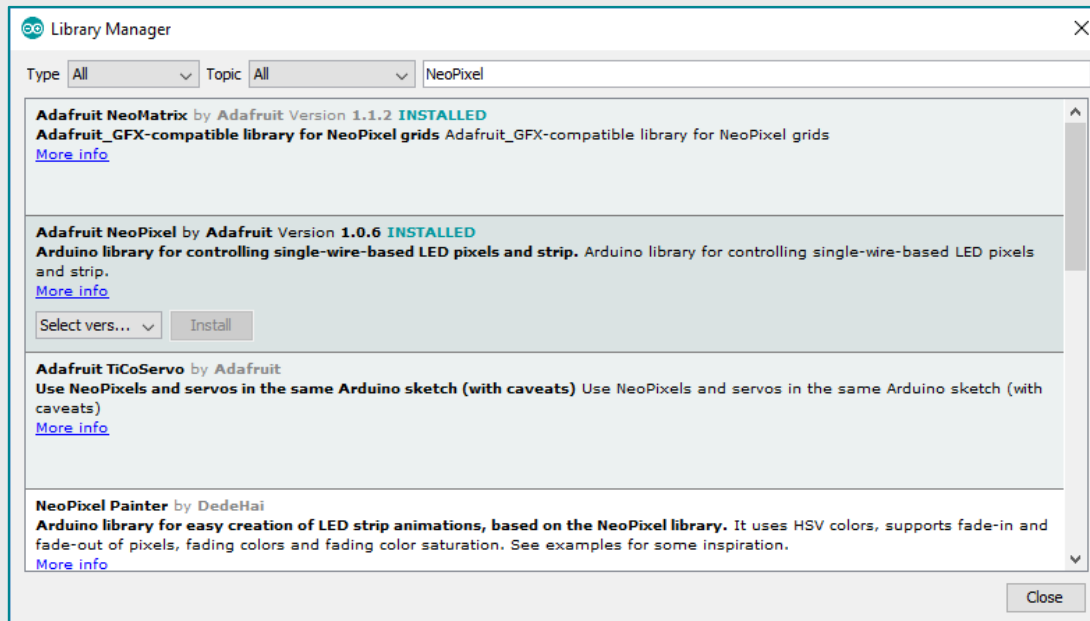 Library Manager
Type All Topic All NeoPixel
Adafruit NeoMatrix by Adafruit Version 1.1.2 INSTALLED
Adafruit_GFX-compatible library for NeoPixel grids Adafruit_GFX-compatible library for NeoPixel grids
More info
Adafruit NeoPixel by Adafruit Version 1.0.6 INSTALLED
Arduino library for controlling single-wire-based LED pixels and strip. Arduino library for controlling single-wire-based LED pixels
and strip.
More info
Select vers... Install
Adafruit TiCoServo by Adafruit
Use NeoPixels and servos in the same Arduino sketch (with caveats) Use NeoPixels and servos in the same Arduino sketch (with
caveats)
More info
NeoPixel Painter by DedeHai
Arduino library for easy creation of LED strip animations, based on the NeoPixel library. It uses HSV colors, supports fade-in and
fade-out of pixels, fading colors and fading color saturation. See examples for some inspiration.
More info
Close